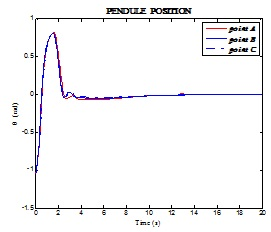 PENDULE POSITION
point A
point B
point C
1
0.5
0
-0.5
-1
-1.5
θ (rad)
0 2 4 6 8 10 12 14 16 18 20
Time (s)